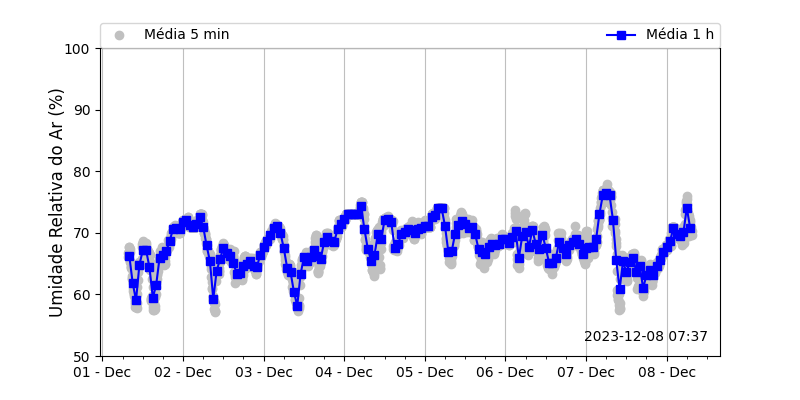 Média 5 min Média 1 h
Umidade Relativa do Ar (%)
100
90
80
70
60
50
2023-12-08 07:37
01 - Dec 02 - Dec 03 - Dec 04 - Dec 05 - Dec 06 - Dec 07 - Dec 08 - Dec